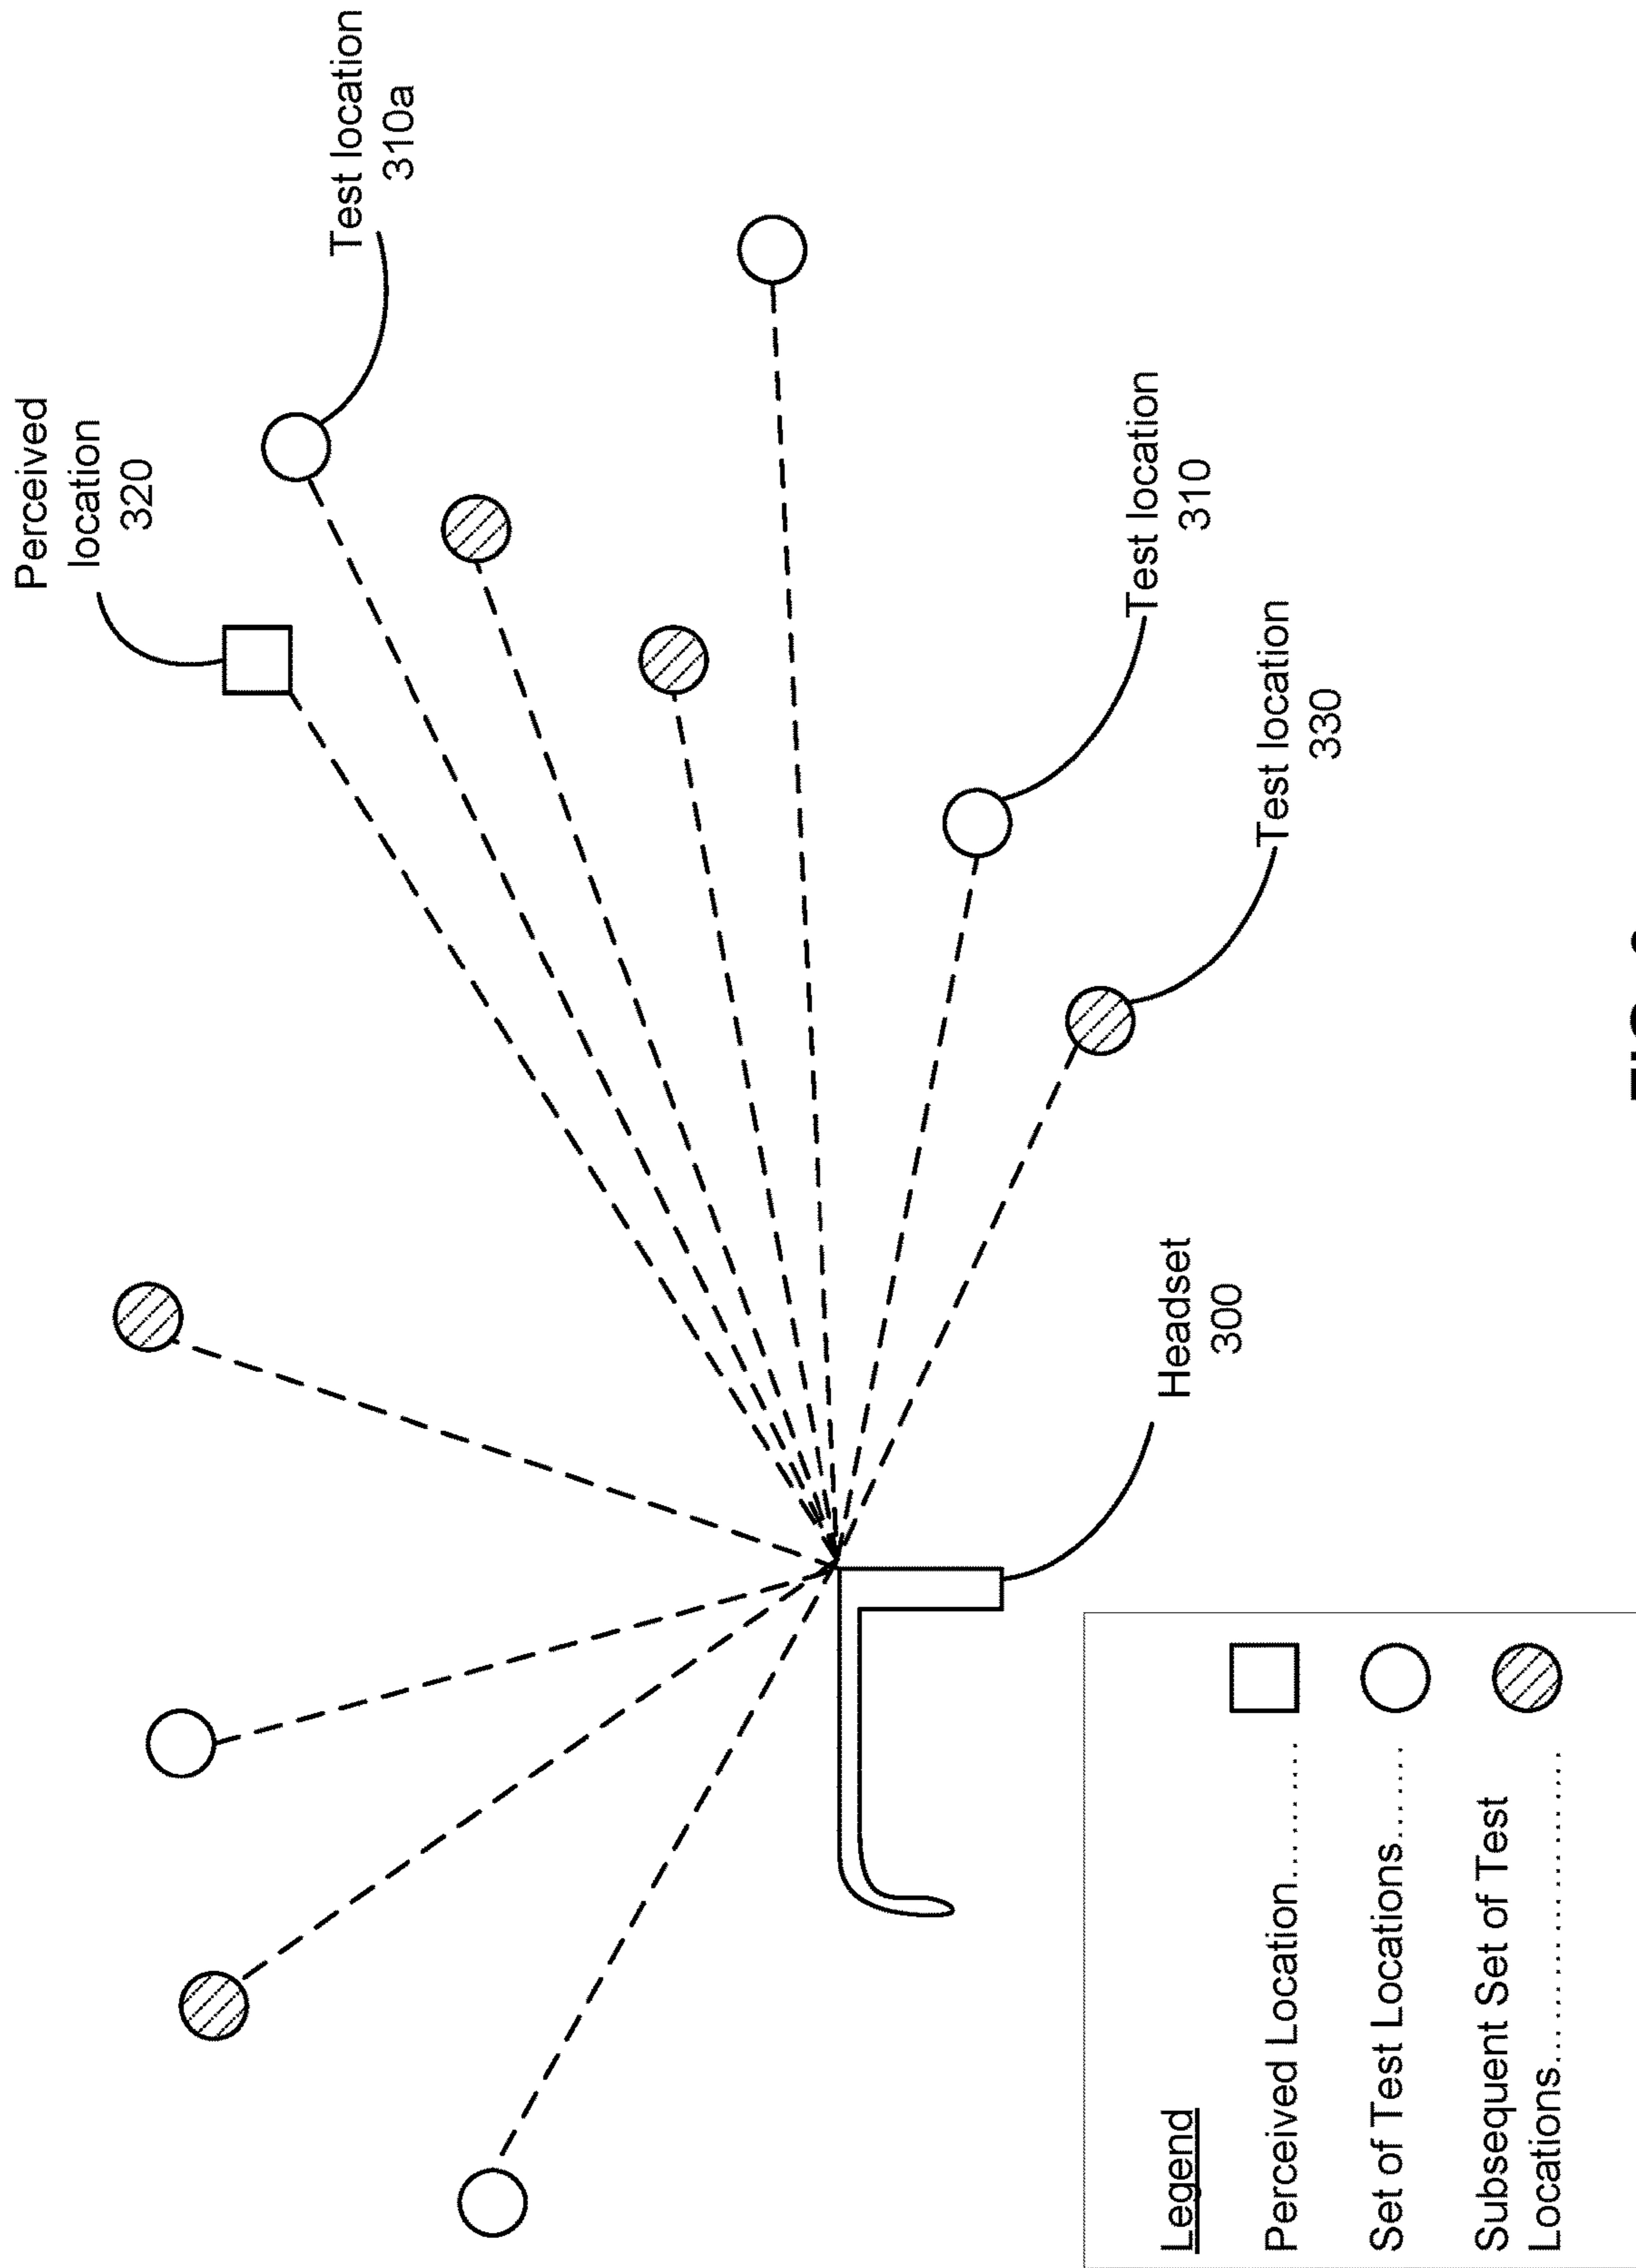 Perceived
location
320
Test location
310a
Test location
310
Test location
330
Headset
300
Legend
Perceived Location...........
Set of Test Locations.......
Subsequent Set of Test
Locations..........................